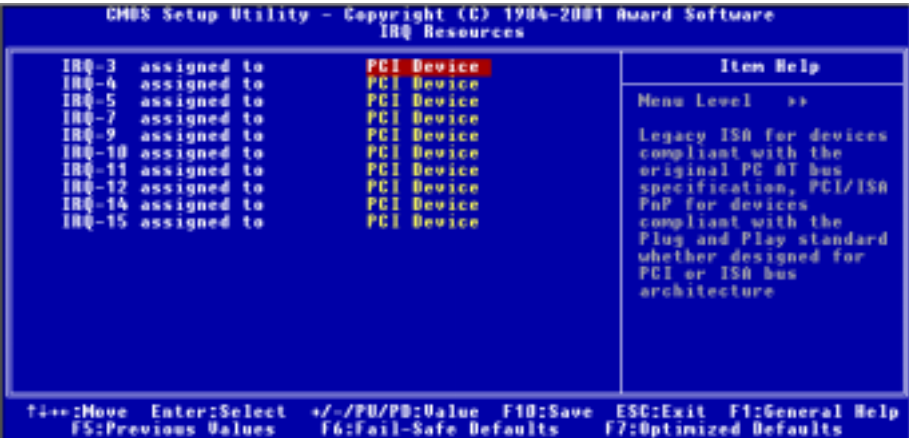 CMOS Setup Utility - Copyright (C) 1984-2001 Award Software
IRQ Resources
IRQ-3 assigned to PCI Device
IRQ-4 assigned to PCI Device
IRQ-5 assigned to PCI Device
IRQ-7 assigned to PCI Device
IRQ-9 assigned to PCI Device
IRQ-10 assigned to PCI Device
IRQ-11 assigned to PCI Device
IRQ-12 assigned to PCI Device
IRQ-14 assigned to PCI Device
IRQ-15 assigned to PCI Device
Item Help
Menu Level ►►
Legacy ISA for devices
compliant with the
original PC AT bus
specification, PCI/ISA
PnP for devices
compliant with the
Plug and Play standard
whether designed for
PCI or ISA bus
architecture
↑↓→←:Move Enter:Select +/-/PU/PD:Value F10:Save ESC:Exit F1:General Help
F5:Previous Values F6:Fail-Safe Defaults F7:Optimized Defaults